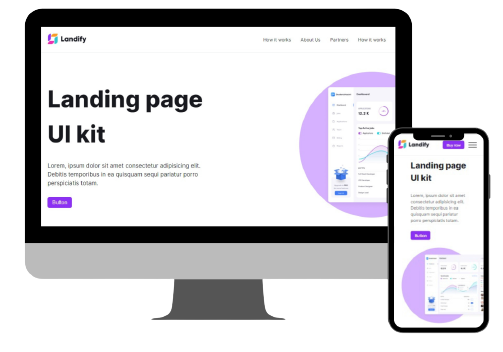 Landify
How it works
About Us
Partners
How it works
Landing page
UI kit
Lorem, ipsum dolor sit amet consectetur adipisicing elit.
Debitis temporibus in ea quisquam sequi pariatur porro
perspiciatis totam.
Button
Landify
Buy now
Landing page
UI kit
Lorem, ipsum dolor sit amet
consectetur adipisicing elit.
Debitis temporibus in ea
quisquam sequi pariatur porro
perspiciatis totam.
Button